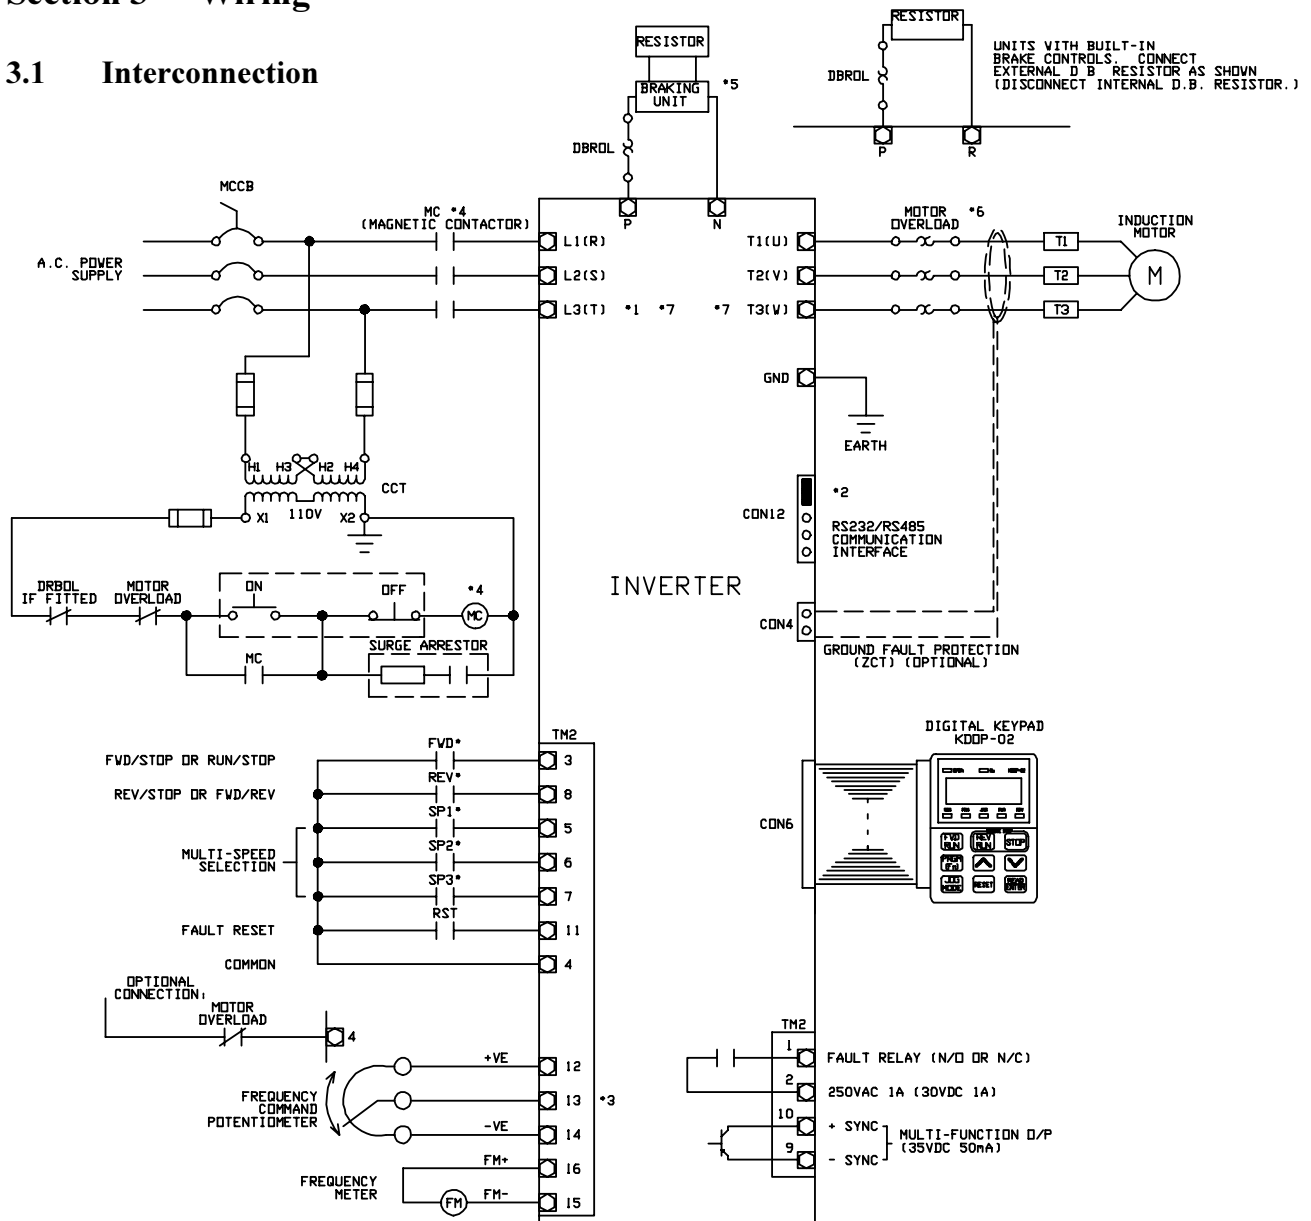 Section 3 Wiring
3.1 Interconnection
RESISTOR
BRAKING
UNIT
*5
DBROL
P
N
RESISTOR
DBROL
P
R
UNITS WITH BUILT-IN
BRAKE CONTROLS. CONNECT
EXTERNAL D B RESISTOR AS SHOWN
(DISCONNECT INTERNAL D.B. RESISTOR.)
MCCB
MC *4
(MAGNETIC CONTACTOR)
A.C. POWER
SUPPLY
L1(R)
L2(S)
L3(T) *1 *7
*7 T3(W)
T1(U)
T2(V)
MOTOR *6
OVERLOAD
T1
T2
T3
INDUCTION
MOTOR
M
GND
EARTH
H1 H3 H2 H4
CCT
X1 110V X2
DRBOL
IF FITTED
MOTOR
OVERLOAD
ON
OFF
*4
MC
MC
SURGE ARRESTOR
INVERTER
CON12
*2
RS232/RS485
COMMUNICATION
INTERFACE
CON4
GROUND FAULT PROTECTION
(ZCT) (OPTIONAL)
TM2
FWD/STOP OR RUN/STOP
FWD*
3
REV/STOP OR FWD/REV
REV*
8
MULTI-SPEED
SELECTION
SP1*
5
SP2*
6
SP3*
7
FAULT RESET
RST
11
COMMON
4
OPTIONAL
CONNECTION:
MOTOR
OVERLOAD
4
FREQUENCY
COMMAND
POTENTIOMETER
+VE
12
13 *3
-VE
14
FREQUENCY
METER
FM+
16
FM
FM-
15
DIGITAL KEYPAD
KDOP-02
CON6
FWD
RUN
REV
RUN
STOP
PRGM
(Fn)
JOG
MODE
RESET
READ
ENTER
TM2
1
FAULT RELAY (N/O OR N/C)
2
250VAC 1A (30VDC 1A)
10
+ SYNC
9
- SYNC
MULTI-FUNCTION O/P
(35VDC 50mA)